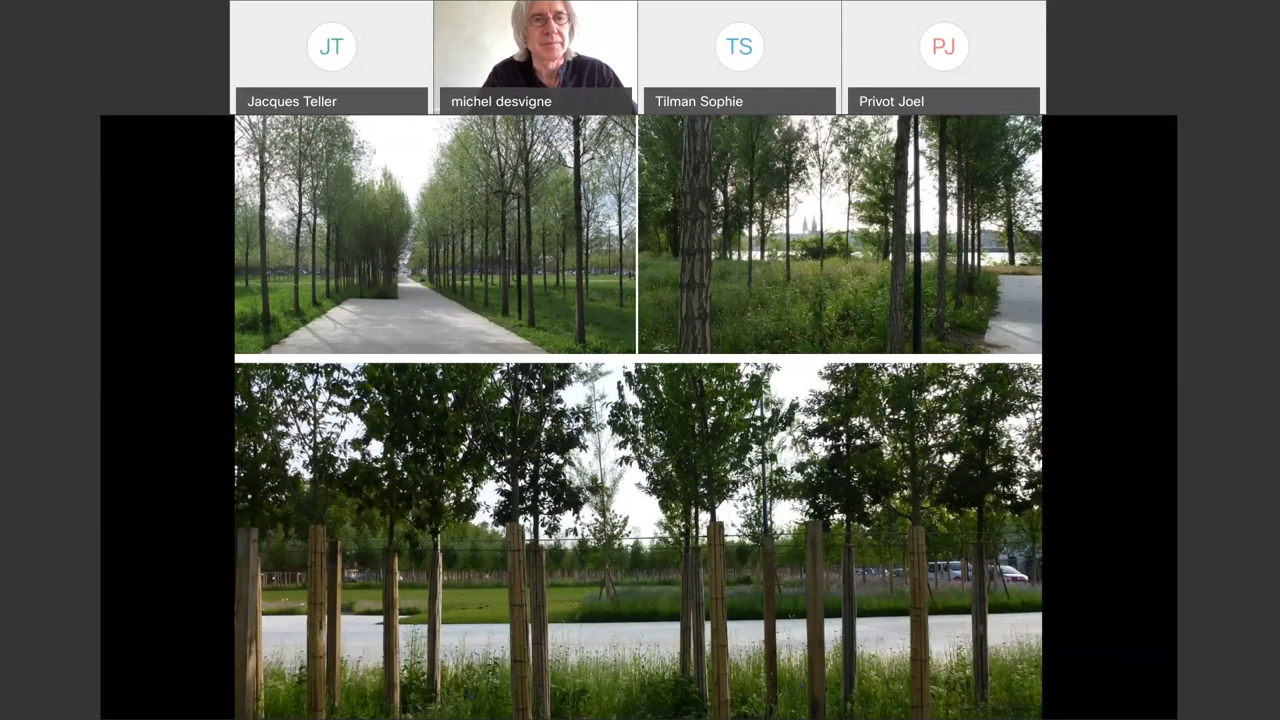 JT
TS
PJ
Jacques Teller
michel desvigne
Tilman Sophie
Privot Joel